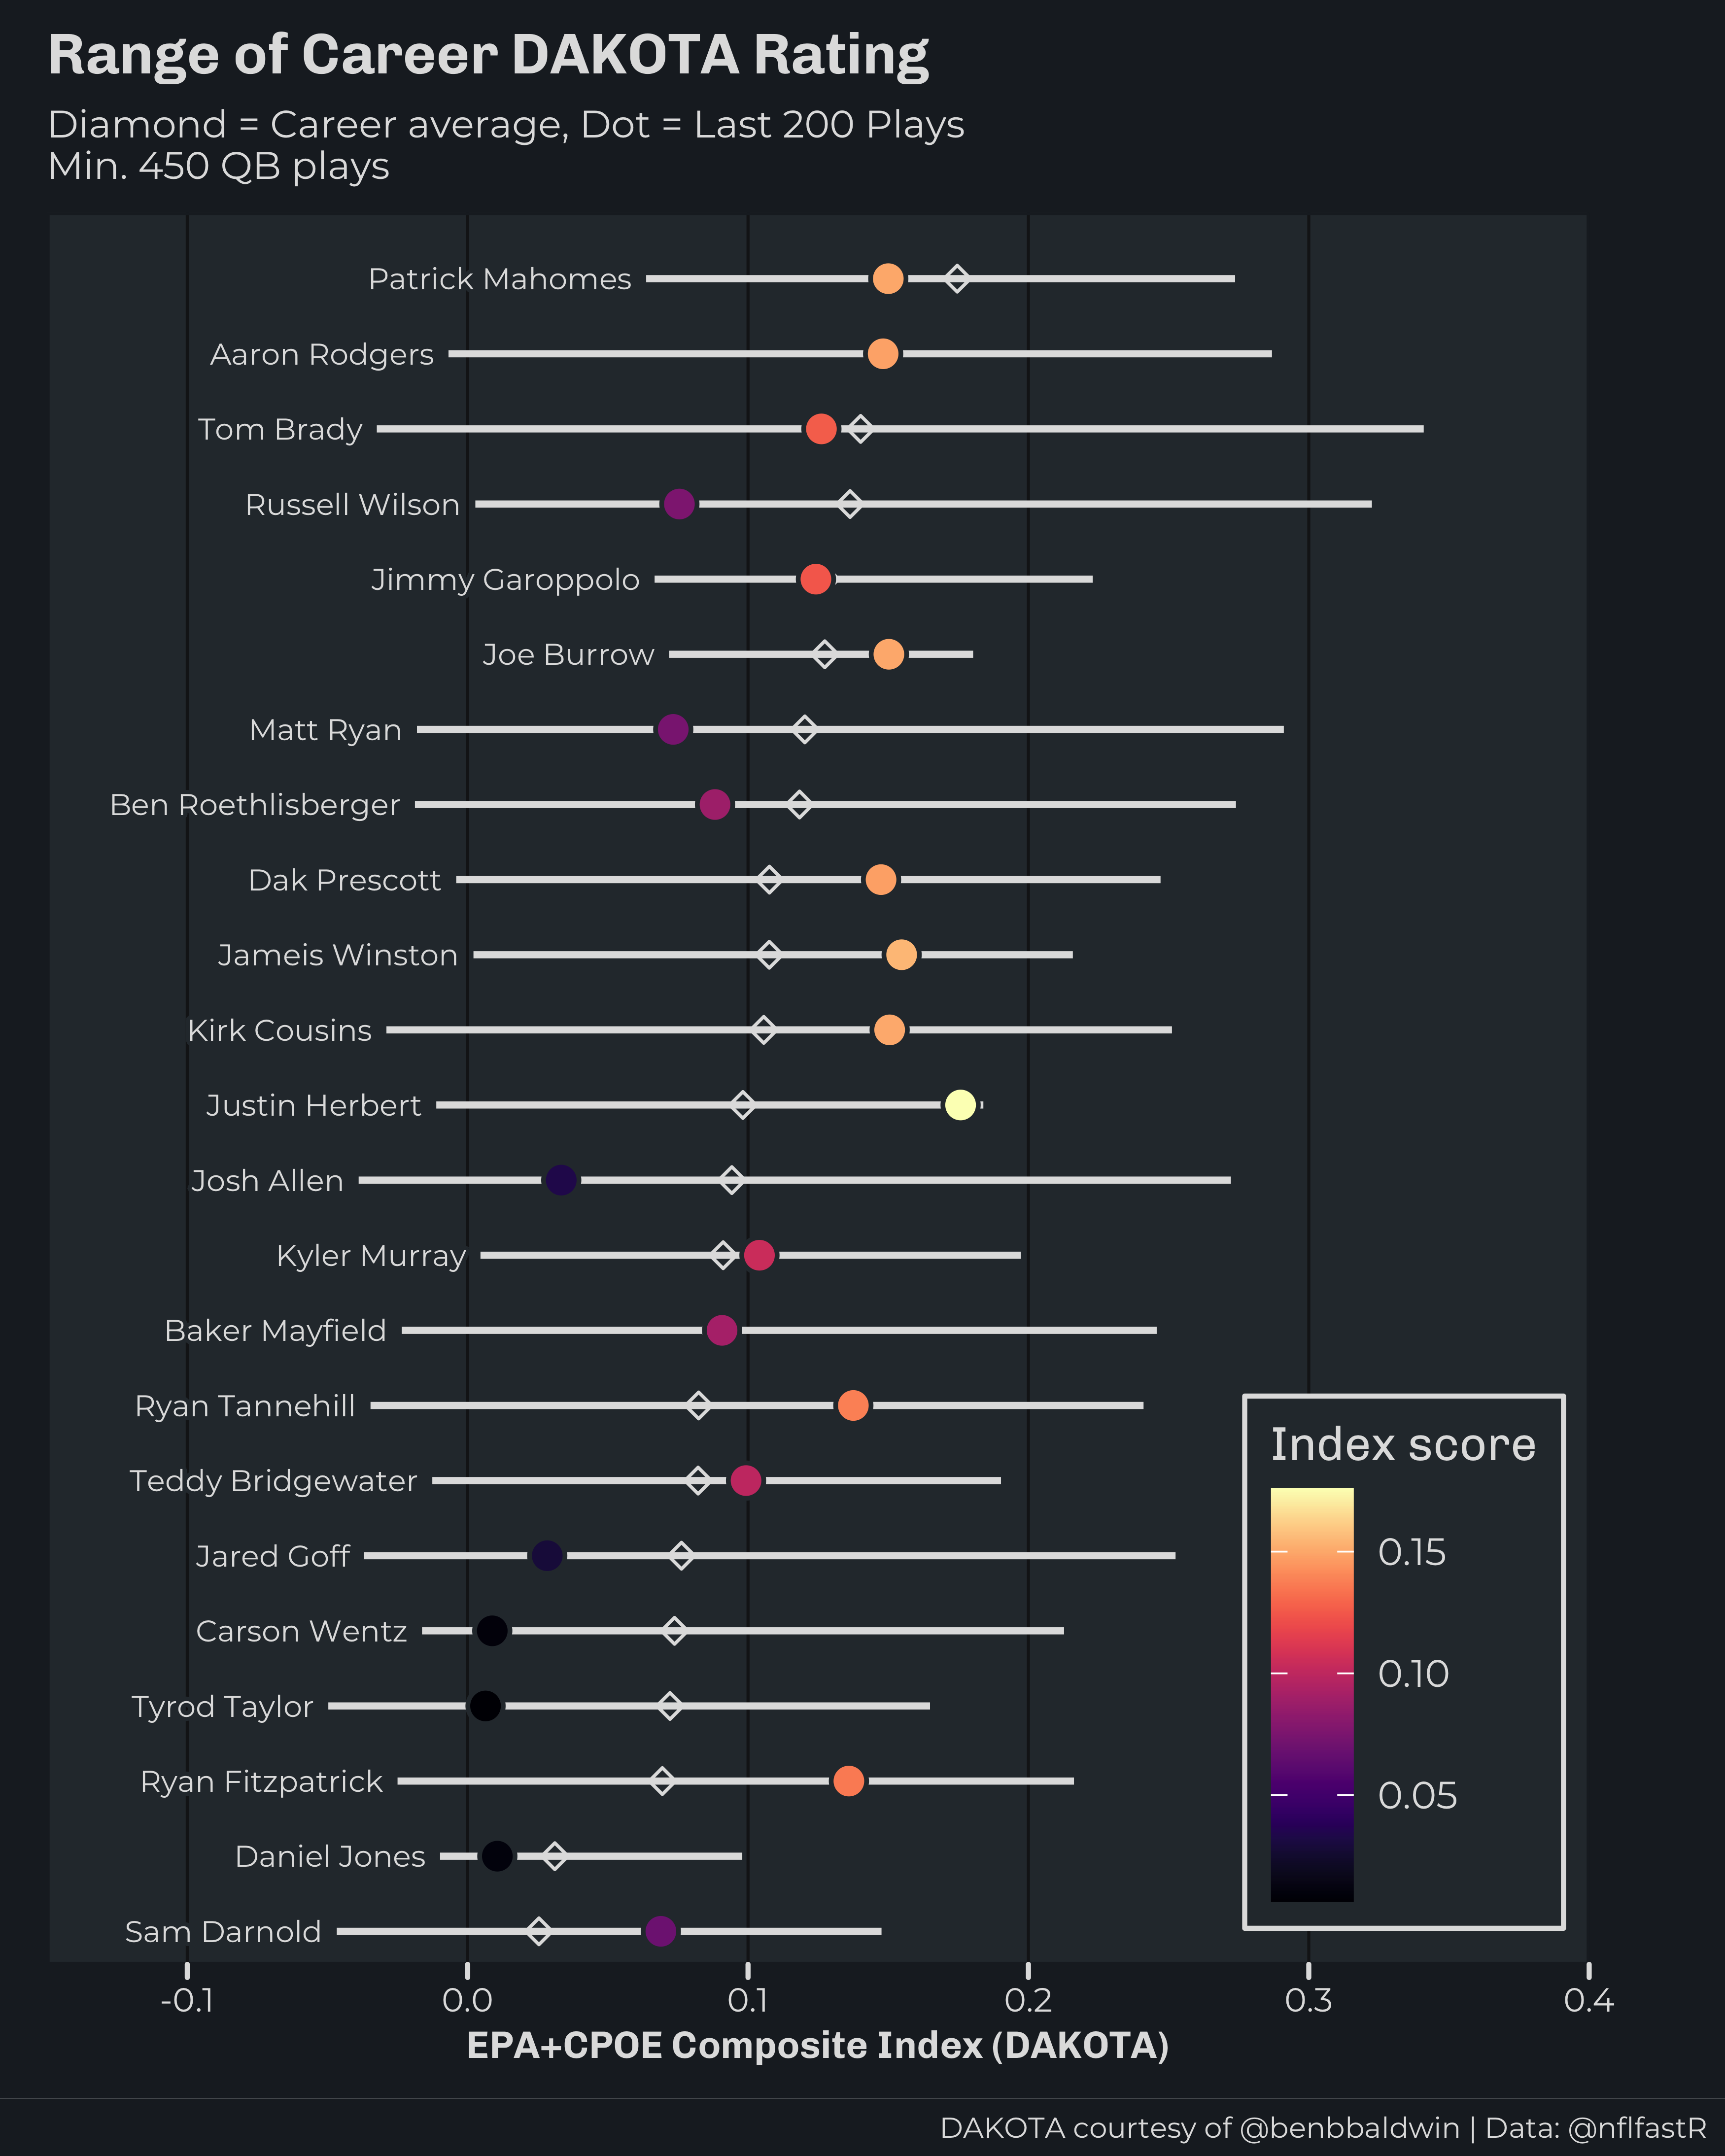 Range of Career DAKOTA Rating
Diamond = Career average, Dot = Last 200 Plays
Min. 450 QB plays
Patrick Mahomes
Aaron Rodgers
Tom Brady
Russell Wilson
Jimmy Garoppolo
Joe Burrow
Matt Ryan
Ben Roethlisberger
Dak Prescott
Jameis Winston
Kirk Cousins
Justin Herbert
Josh Allen
Kyler Murray
Baker Mayfield
Ryan Tannehill
Teddy Bridgewater
Jared Goff
Carson Wentz
Tyrod Taylor
Ryan Fitzpatrick
Daniel Jones
Sam Darnold
Index score
0.15
0.10
0.05
-0.1 0.0 0.1 0.2 0.3 0.4
EPA+CPOE Composite Index (DAKOTA)
DAKOTA courtesy of @benbbaldwin | Data: @nflfastR